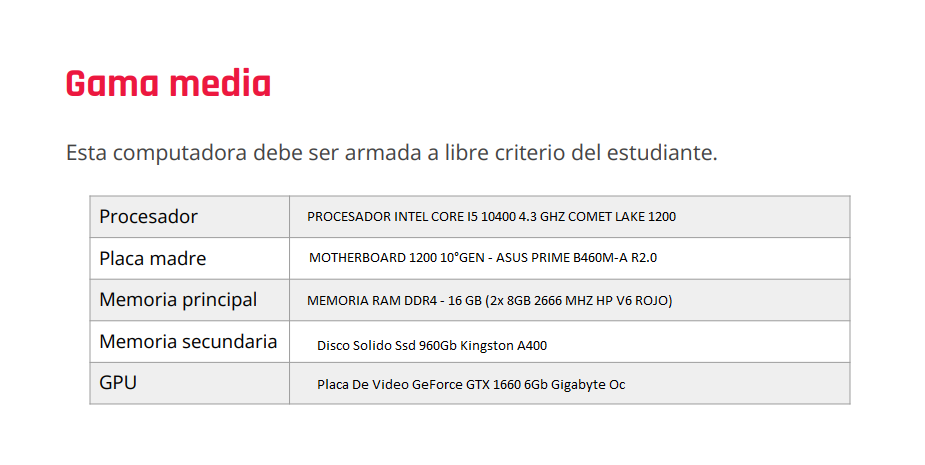 Gama media
Esta computadora debe ser armada a libre criterio del estudiante.
Procesador PROCESADOR INTEL CORE I5 10400 4.3 GHZ COMET LAKE 1200
Placa madre MOTHERBOARD 1200 10°GEN - ASUS PRIME B460M-A R2.0
Memoria principal MEMORIA RAM DDR4 - 16 GB (2x 8GB 2666 MHZ HP V6 ROJO)
Memoria secundaria Disco Solido Ssd 960Gb Kingston A400
GPU Placa De Video GeForce GTX 1660 6Gb Gigabyte Oc